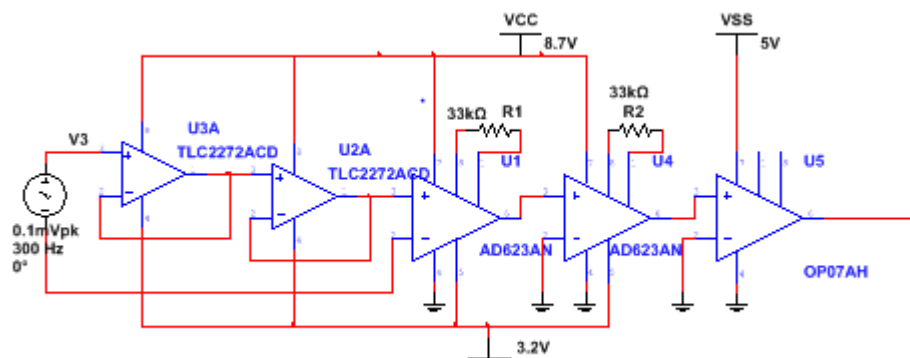 VCC
8.7V
VSS
5V
33kΩ
R1
33kΩ
R2
V3
U3A
TLC2272ACD
U2A
TLC2272ACD
U1
U4
U5
0.1mVpk
300 Hz
0°
AD623AN
AD623AN
OP07AH
3.2V